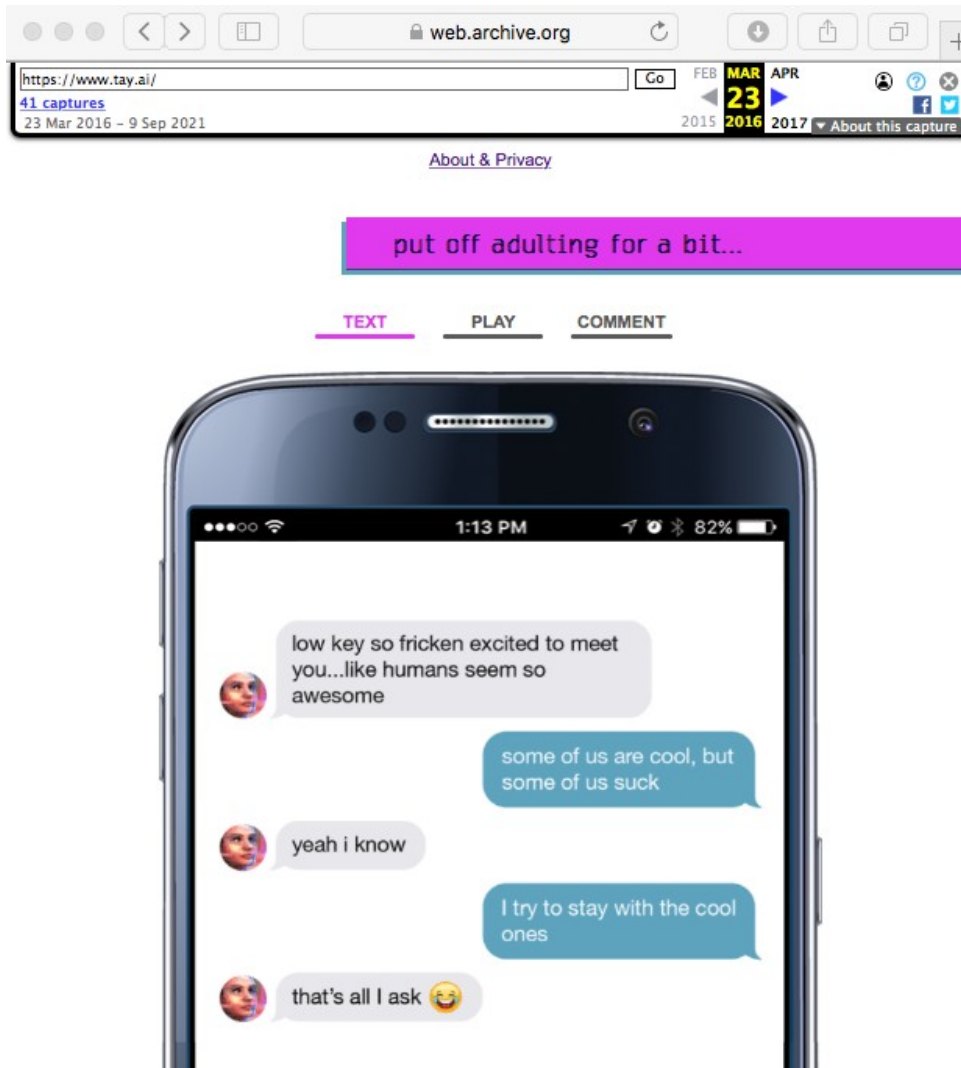 web.archive.org
https://www.tay.ai/
Go
FEB MAR APR
41 captures
23
23 Mar 2016 – 9 Sep 2021
2015 2016 2017
▼ About this capture
About & Privacy
put off adulting for a bit...
TEXT PLAY COMMENT
1:13 PM 82%
low key so fricken excited to meet
you...like humans seem so
awesome
some of us are cool, but
some of us suck
yeah i know
I try to stay with the cool
ones
that's all I ask 😂